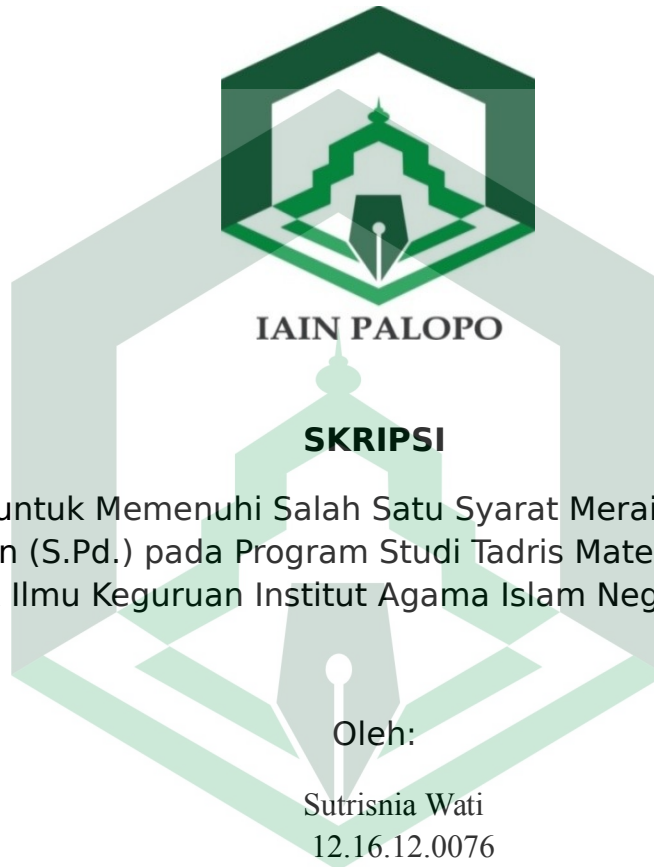 IAIN PALOPO
SKRIPSI
untuk Memenuhi Salah Satu Syarat Merai
n (S.Pd.) pada Program Studi Tadris Mate
Ilmu Keguruan Institut Agama Islam Neg
Oleh:
Sutrisnia Wati
12.16.12.0076